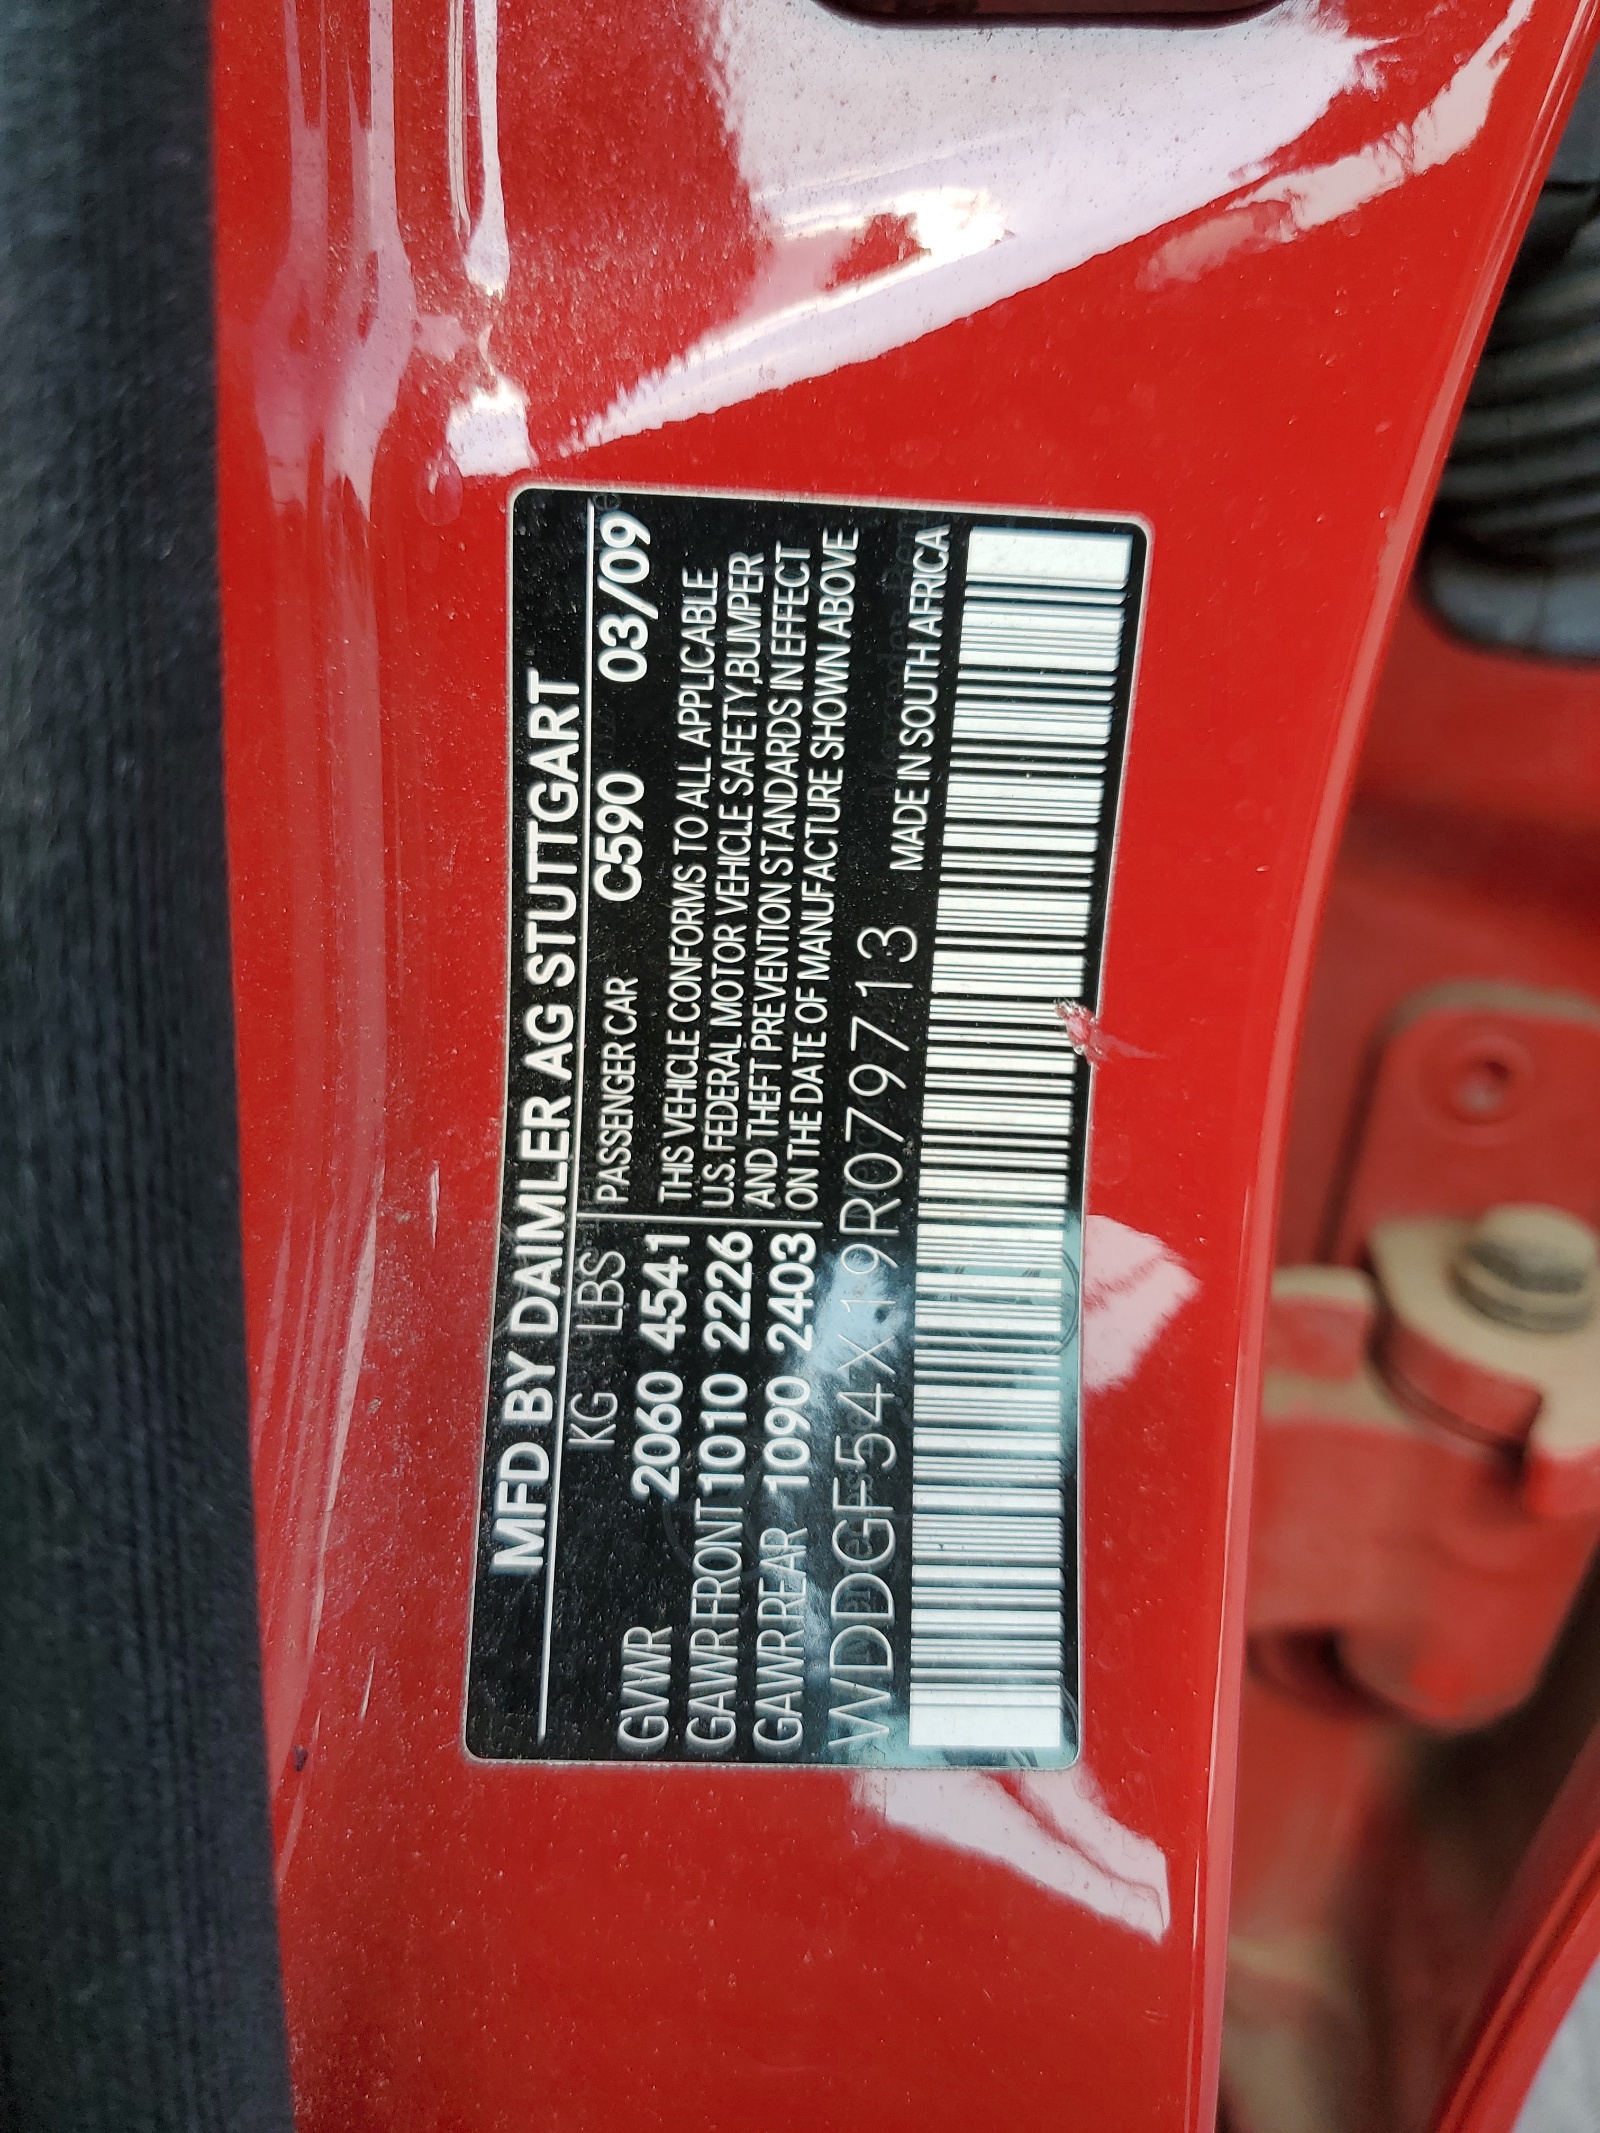 MFD BY DAIMLER AG STUTTGART
KG LBS PASSENGER CAR C590 03/09
GVWR 2060 4541 THIS VEHICLE CONFORMS TO ALL APPLICABLE
GAWR FRONT 1010 2226 U.S. FEDERAL MOTOR VEHICLE SAFETY,BUMPER
GAWR REAR 1090 2403 AND THEFT PREVENTION STANDARDS IN EFFECT
ON THE DATE OF MANUFACTURE SHOWN ABOVE
WDDGF54X19R079713 MADE IN SOUTH AFRICA